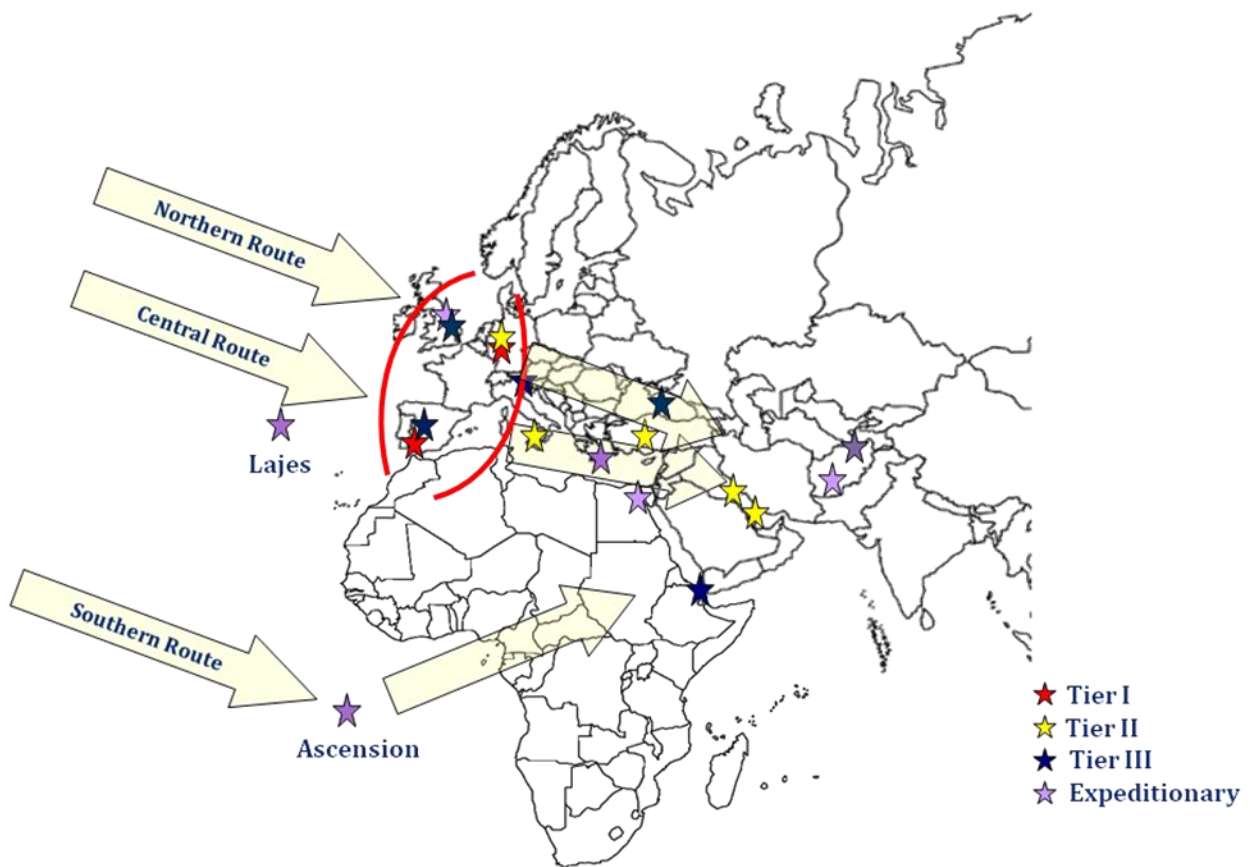 Northern Route
Central Route
Lajes
Southern Route
Ascension
Tier I
Tier II
Tier III
Expeditionary